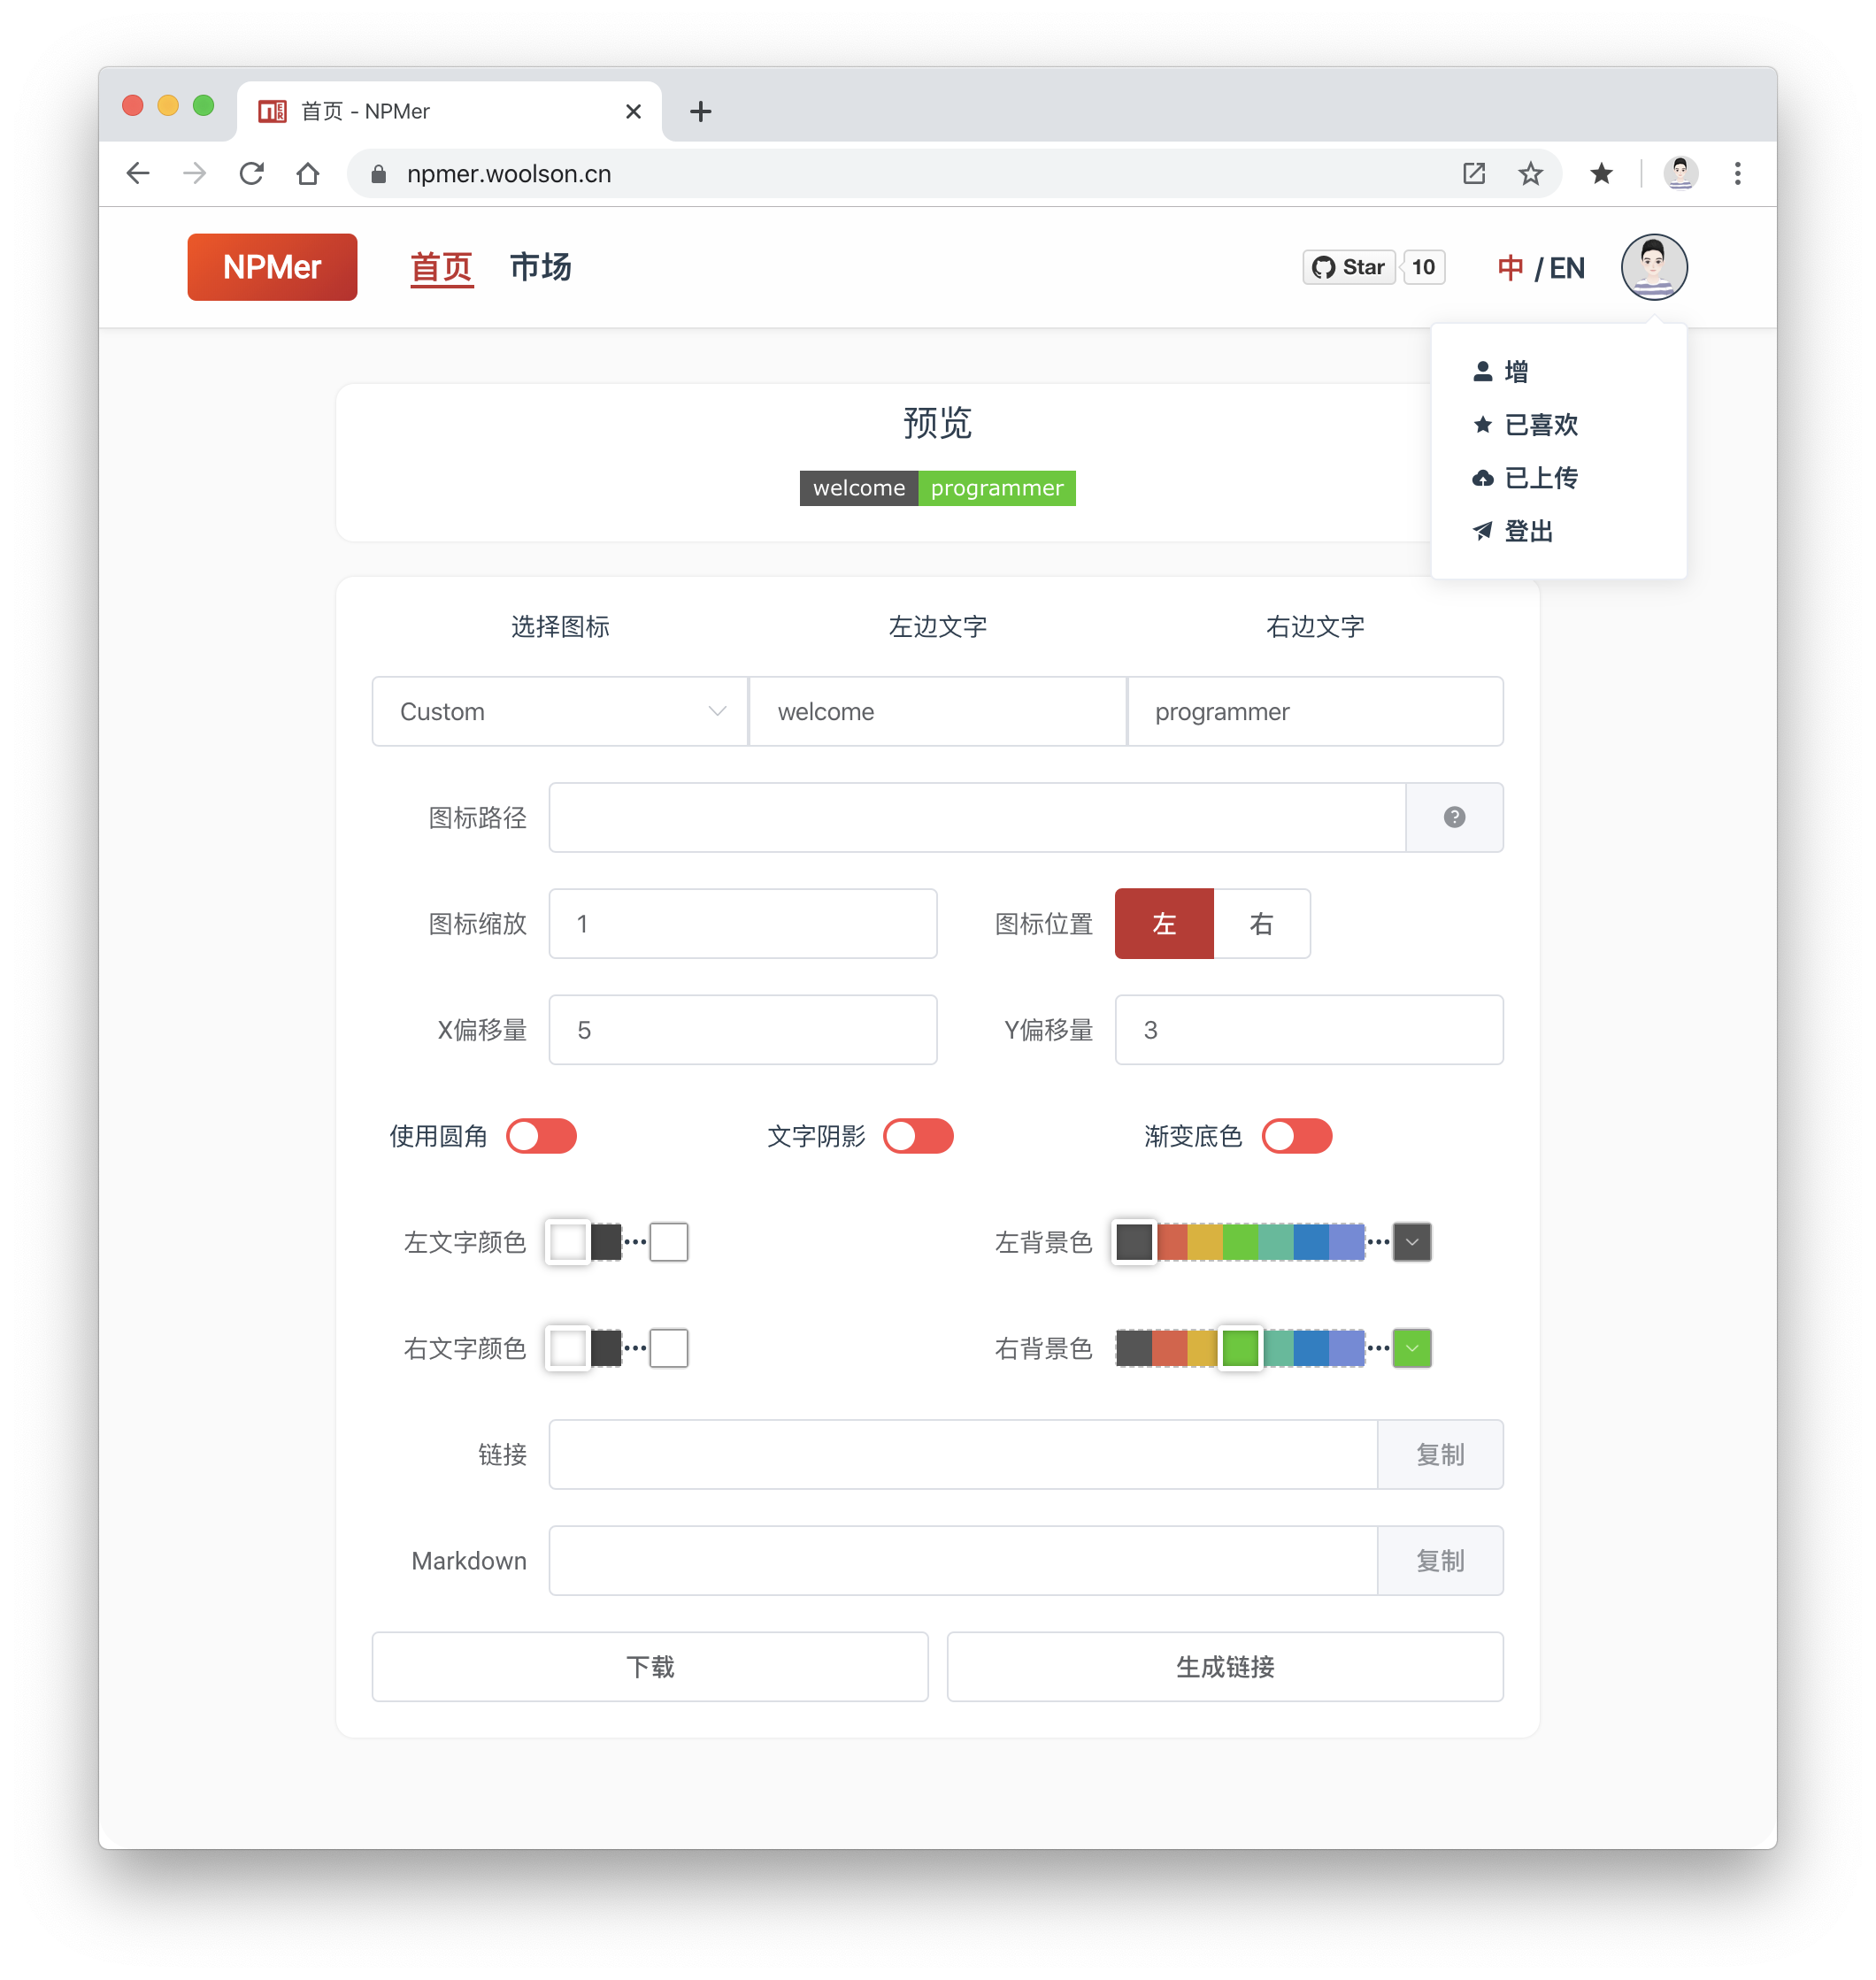 首页 - NPMer
npmer.woolson.cn
NPMer 首页 市场 Star 10 中 / EN
增
已喜欢
已上传
登出
预览
welcome programmer
选择图标 左边文字 右边文字
Custom welcome programmer
图标路径
图标缩放 1 图标位置 左 右
X偏移量 5 Y偏移量 3
使用圆角 文字阴影 渐变底色
左文字颜色 左背景色
右文字颜色 右背景色
链接 复制
Markdown 复制
下载 生成链接